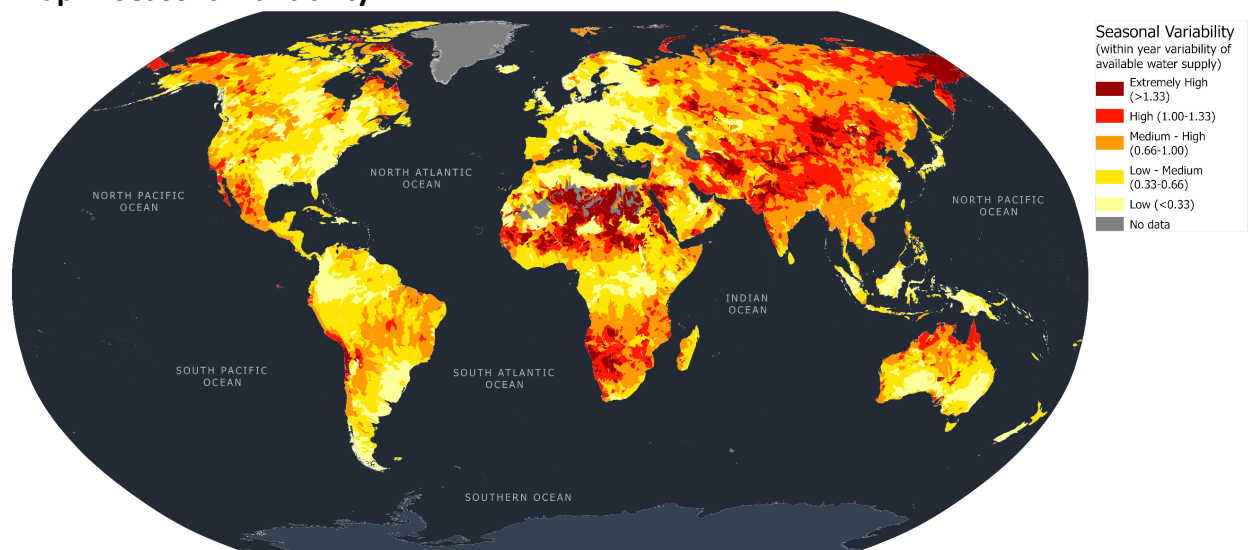 Seasonal Variability
(within year variability of
available water supply)
Extremely High
(>1.33)
High (1.00-1.33)
Medium - High
(0.66-1.00)
Low - Medium
(0.33-0.66)
Low (<0.33)
No data
NORTH ATLANTIC
OCEAN
NORTH PACIFIC
OCEAN
NORTH PACIFIC
OCEAN
INDIAN
OCEAN
SOUTH PACIFIC
OCEAN
SOUTH ATLANTIC
OCEAN
SOUTHERN OCEAN